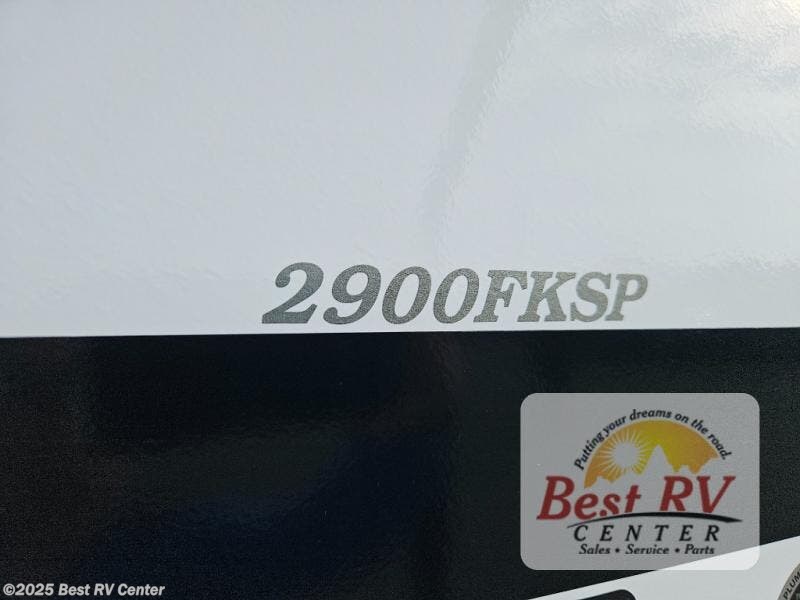 2900FKSP
Putting your dreams on the road.
Best RV
CENTER
Sales • Service • Parts
©2025 Best RV Center